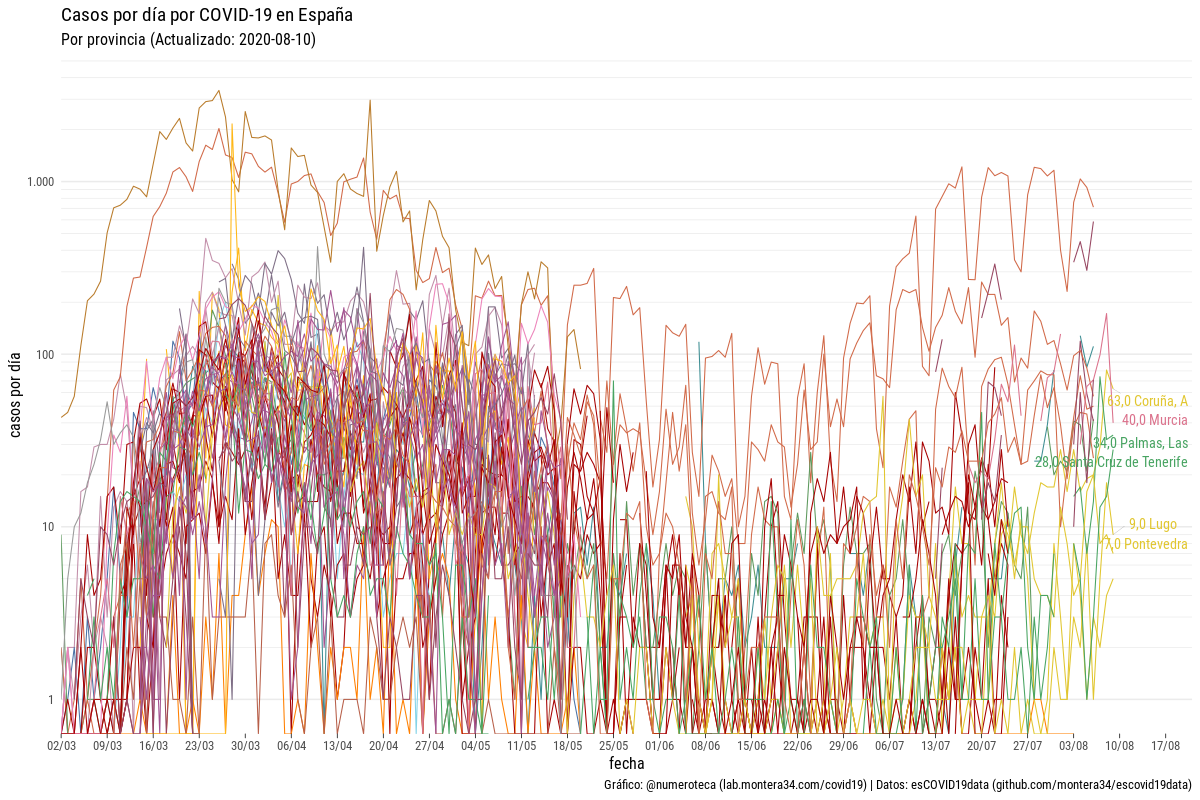 Casos por día por COVID-19 en España
Por provincia (Actualizado: 2020-08-10)
casos por día
1.000
100
10
1
63,0 Coruña, A
40,0 Murcia
34,0 Palmas, Las
28,0 Santa Cruz de Tenerife
9,0 Lugo
7,0 Pontevedra
02/03 09/03 16/03 23/03 30/03 06/04 13/04 20/04 27/04 04/05 11/05 18/05 25/05 01/06 08/06 15/06 22/06 29/06 06/07 13/07 20/07 27/07 03/08 10/08 17/08
fecha
Gráfico: @numeroteca (lab.montera34.com/covid19) | Datos: esCOVID19data (github.com/montera34/escovid19data)